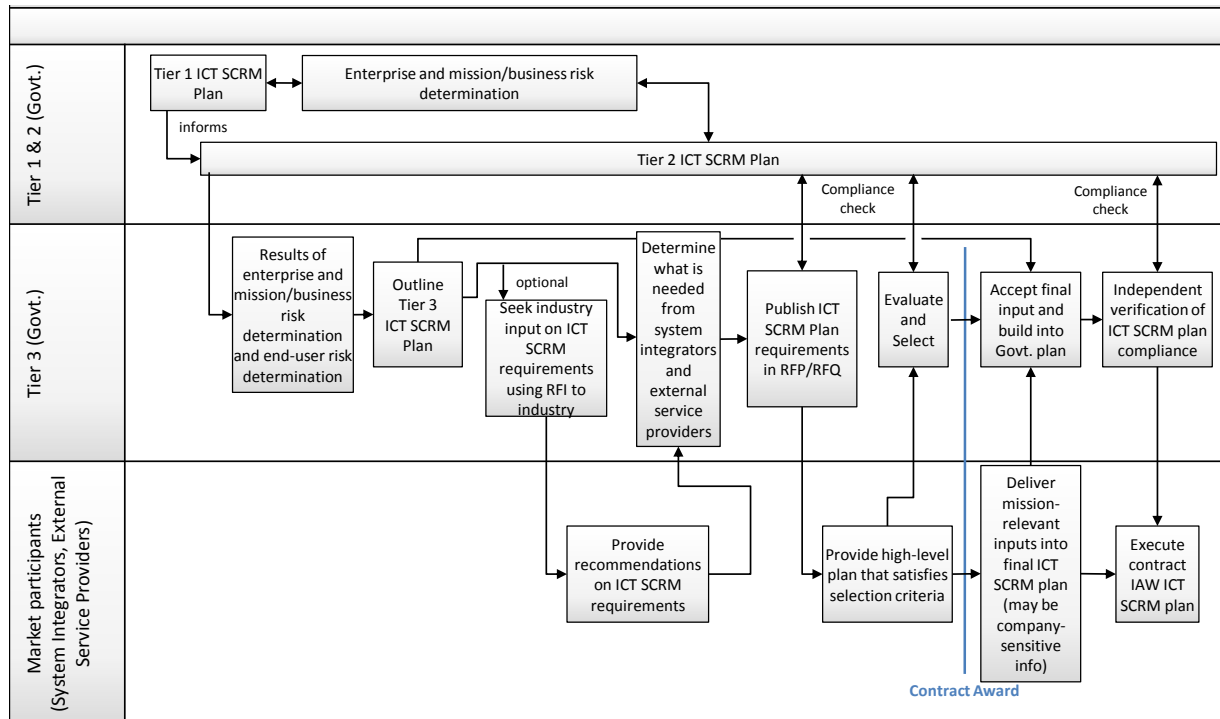 Tier 1 & 2 (Govt.)
Tier 1 ICT SCRM
Plan
Enterprise and mission/business risk
determination
informs
Tier 2 ICT SCRM Plan
Compliance
check
Compliance
check
Tier 3 (Govt.)
Results of
enterprise and
mission/business
risk
determination
and end-user risk
determination
Outline
Tier 3
ICT SCRM
Plan
optional
Seek industry
input on ICT
SCRM
requirements
using RFI to
industry
Determine
what is
needed
from
system
integrators
and
external
service
providers
Publish ICT
SCRM Plan
requirements
in RFP/RFQ
Evaluate
and
Select
Accept final
input and
build into
Govt. plan
Independent
verification of
ICT SCRM plan
compliance
Market participants
(System Integrators, External
Service Providers)
Provide
recommendations
on ICT SCRM
requirements
Provide high-level
plan that satisfies
selection criteria
Deliver
mission-
relevant
inputs into
final ICT
SCRM plan
(may be
company-
sensitive
info)
Execute
contract
IAW ICT
SCRM plan
Contract Award